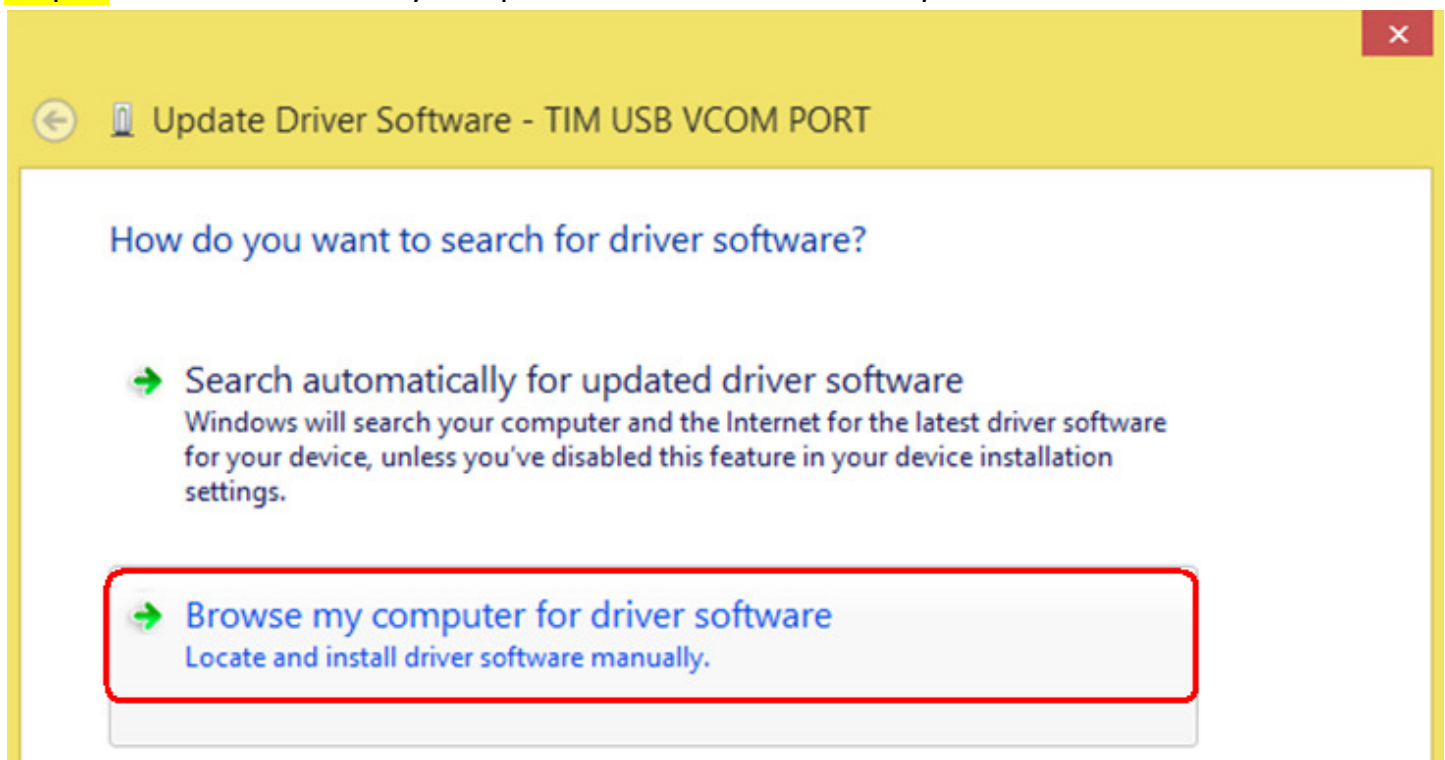 Update Driver Software - TIM USB VCOM PORT
How do you want to search for driver software?
Search automatically for updated driver software
Windows will search your computer and the Internet for the latest driver software
for your device, unless you've disabled this feature in your device installation
settings.
Browse my computer for driver software
Locate and install driver software manually.